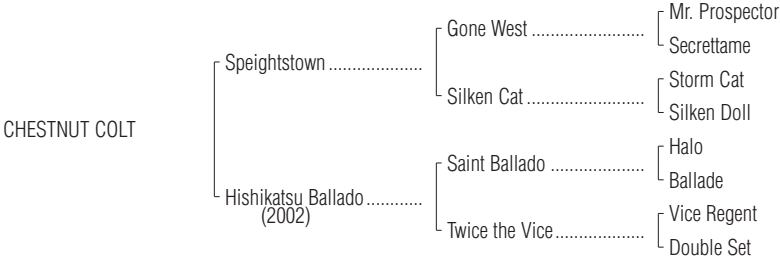 Mr. Prospector
Gone West ........................
Secrettame
Speightstown ....................
Storm Cat
Silken Cat .........................
Silken Doll
CHESTNUT COLT
Halo
Saint Ballado ....................
Ballade
Hishikatsu Ballado ............
(2002)
Vice Regent
Twice the Vice ...................
Double Set